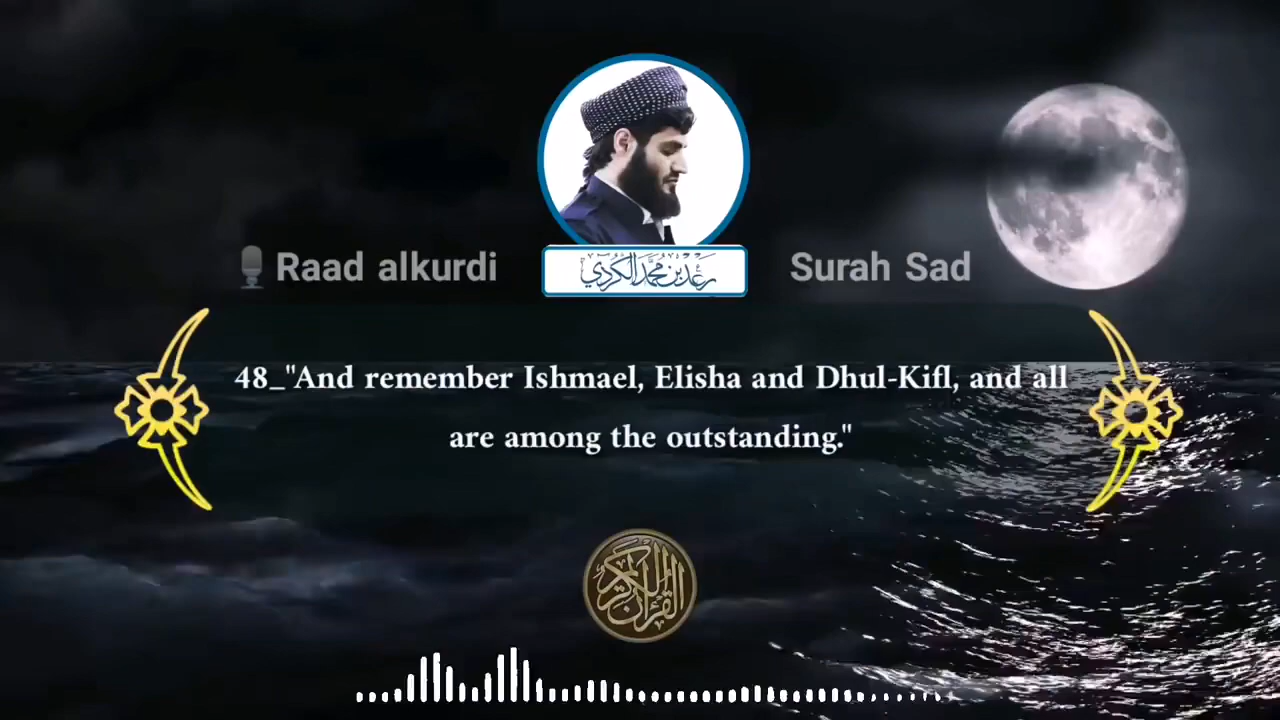 Raad alkurdi
رعد بن محمد الكردي
Surah Sad
48_"And remember Ishmael, Elisha and Dhul-Kifl, and all
are among the outstanding."
القرآن الكريم